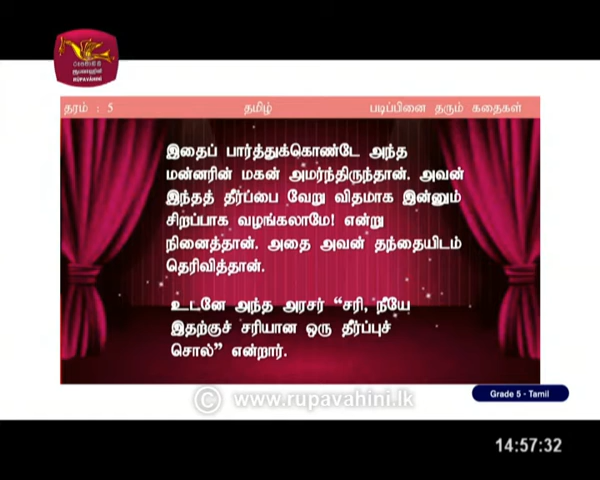 රූපවාහිනී
ரூபவாஹினி
RUPAVAHINI
தரம் : 5 தமிழ் படிப்பினை தரும் கதைகள்
இதைப் பார்த்துக்கொண்டே அந்த
மன்னரின் மகன் அமர்ந்திருந்தான். அவன்
இந்தத் தீர்ப்பை வேறு விதமாக இன்னும்
சிறப்பாக வழங்கலாமே! என்று
நினைத்தான். அதை அவன் தந்தையிடம்
தெரிவித்தான்.
உடனே அந்த அரசர் “சரி, நீயே
இதற்குச் சரியான ஒரு தீர்ப்புச்
சொல்” என்றார்.
© www.rupavahini.lk
Grade 5 - Tamil
14:57:32